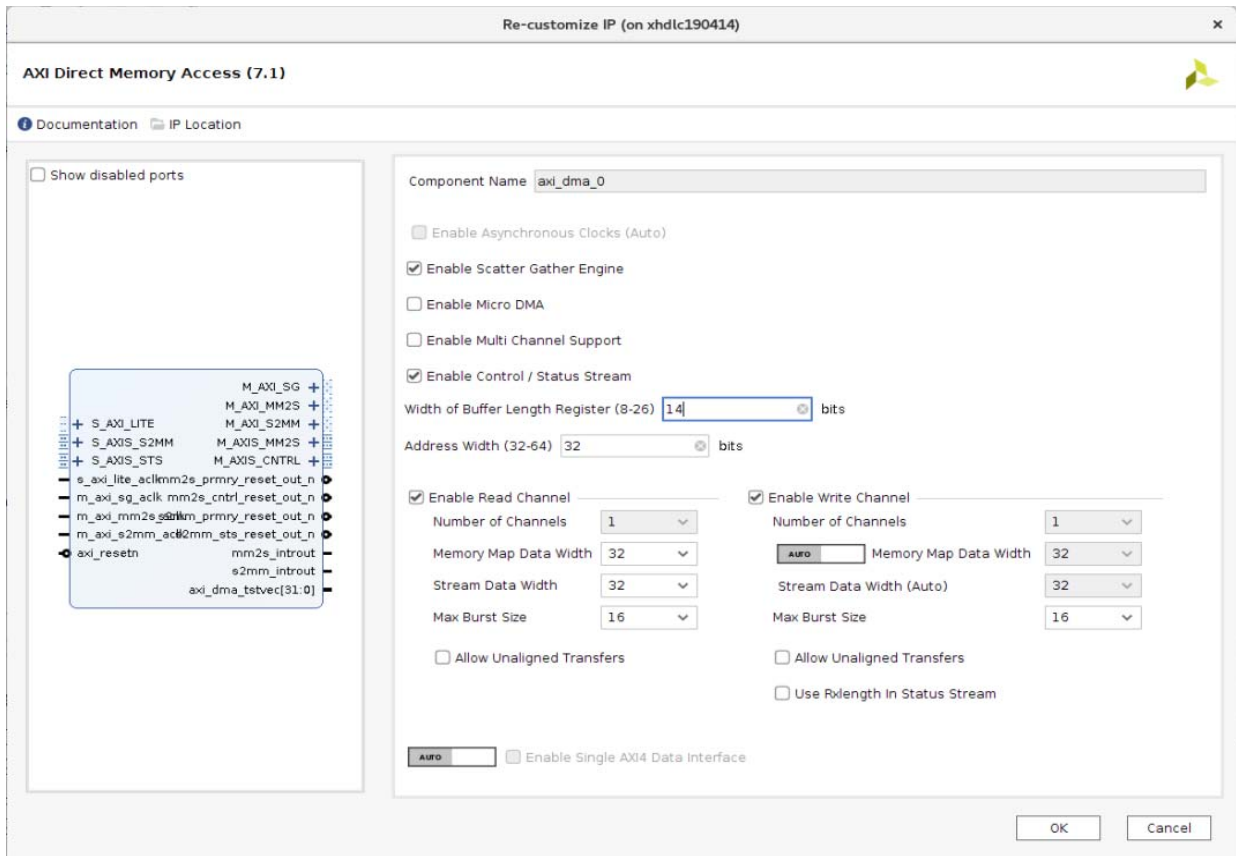 Re-customize IP (on xhdlc190414)
×
AXI Direct Memory Access (7.1)
Documentation IP Location
Show disabled ports
M_AXI_SG
M_AXI_MM2S
S_AXI_LITE M_AXI_S2MM
S_AXIS_S2MM M_AXIS_MM2S
S_AXIS_STS M_AXIS_CNTRL
s_axi_lite_aclk mm2s_prmry_reset_out_n
m_axi_sg_aclk mm2s_cntrl_reset_out_n
m_axi_mm2s_ m_prmry_reset_out_n
m_axi_s2mm_ mm_sts_reset_out_n
axi_resetn mm2s_introut
s2mm_introut
axi_dma_tstvec[31:0]
Component Name axi_dma_0
Enable Asynchronous Clocks (Auto)
Enable Scatter Gather Engine
Enable Micro DMA
Enable Multi Channel Support
Enable Control / Status Stream
Width of Buffer Length Register (8-26) 14 bits
Address Width (32-64) 32 bits
Enable Read Channel
Number of Channels 1
Memory Map Data Width 32
Stream Data Width 32
Max Burst Size 16
Allow Unaligned Transfers
Enable Write Channel
Number of Channels 1
AUTO Memory Map Data Width 32
Stream Data Width (Auto) 32
Max Burst Size 16
Allow Unaligned Transfers
Use Rxlength In Status Stream
AUTO Enable Single AXI4 Data Interface
OK Cancel